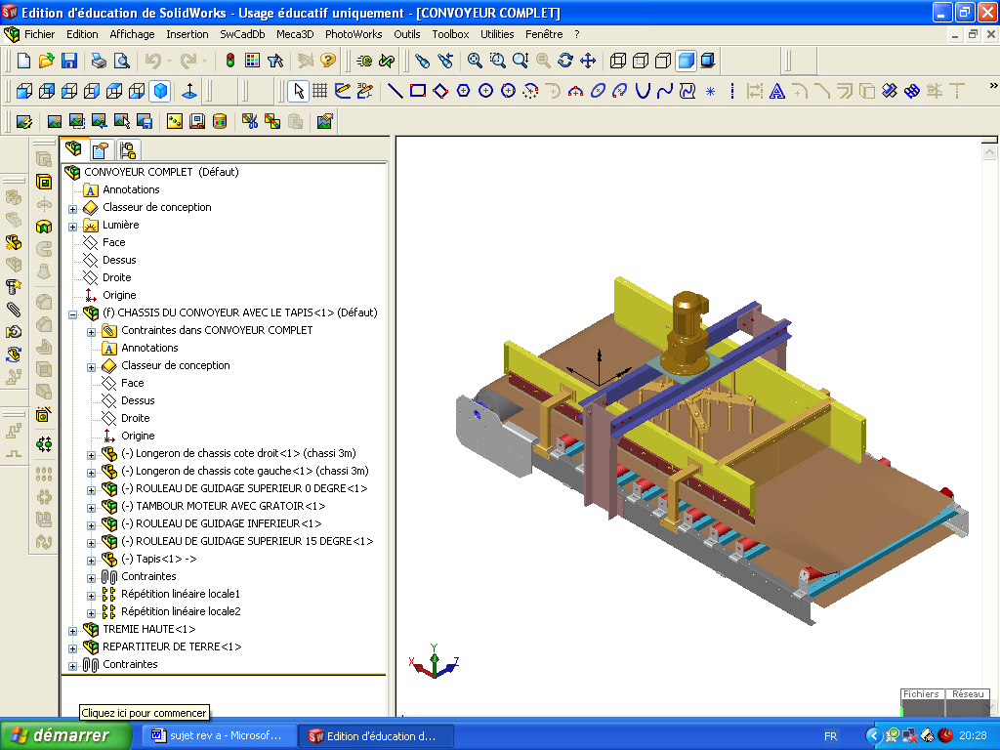 Edition d'éducation de SolidWorks - Usage éducatif uniquement - [CONVOYEUR COMPLET]
Fichier Edition Affichage Insertion SwCadDb Meca3D PhotoWorks Outils Toolbox Utilities Fenêtre ?
3D
CONVOYEUR COMPLET (Défaut)
Annotations
Classeur de conception
Lumière
Face
Dessus
Droite
Origine
(f) CHASSIS DU CONVOYEUR AVEC LE TAPIS<1> (Défaut)
Contraintes dans CONVOYEUR COMPLET
Annotations
Classeur de conception
Face
Dessus
Droite
Origine
(-) Longeron de chassis cote droit<1> (chassi 3m)
(-) Longeron de chassis cote gauche<1> (chassi 3m)
(-) ROULEAU DE GUIDAGE SUPERIEUR 0 DEGRE<1>
(-) TAMBOUR MOTEUR AVEC GRATOIR<1>
(-) ROULEAU DE GUIDAGE INFERIEUR<1>
(-) ROULEAU DE GUIDAGE SUPERIEUR 15 DEGRE<1>
(-) Tapis<1> ->
Contraintes
Répétition linéaire locale1
Répétition linéaire locale2
TREMIE HAUTE<1>
REPARTITEUR DE TERRE<1>
Contraintes
X Y Z
Fichiers Réseau
Cliquez ici pour commencer
démarrer sujet rev a - Microsof... Edition d'éducation d... FR 20:28